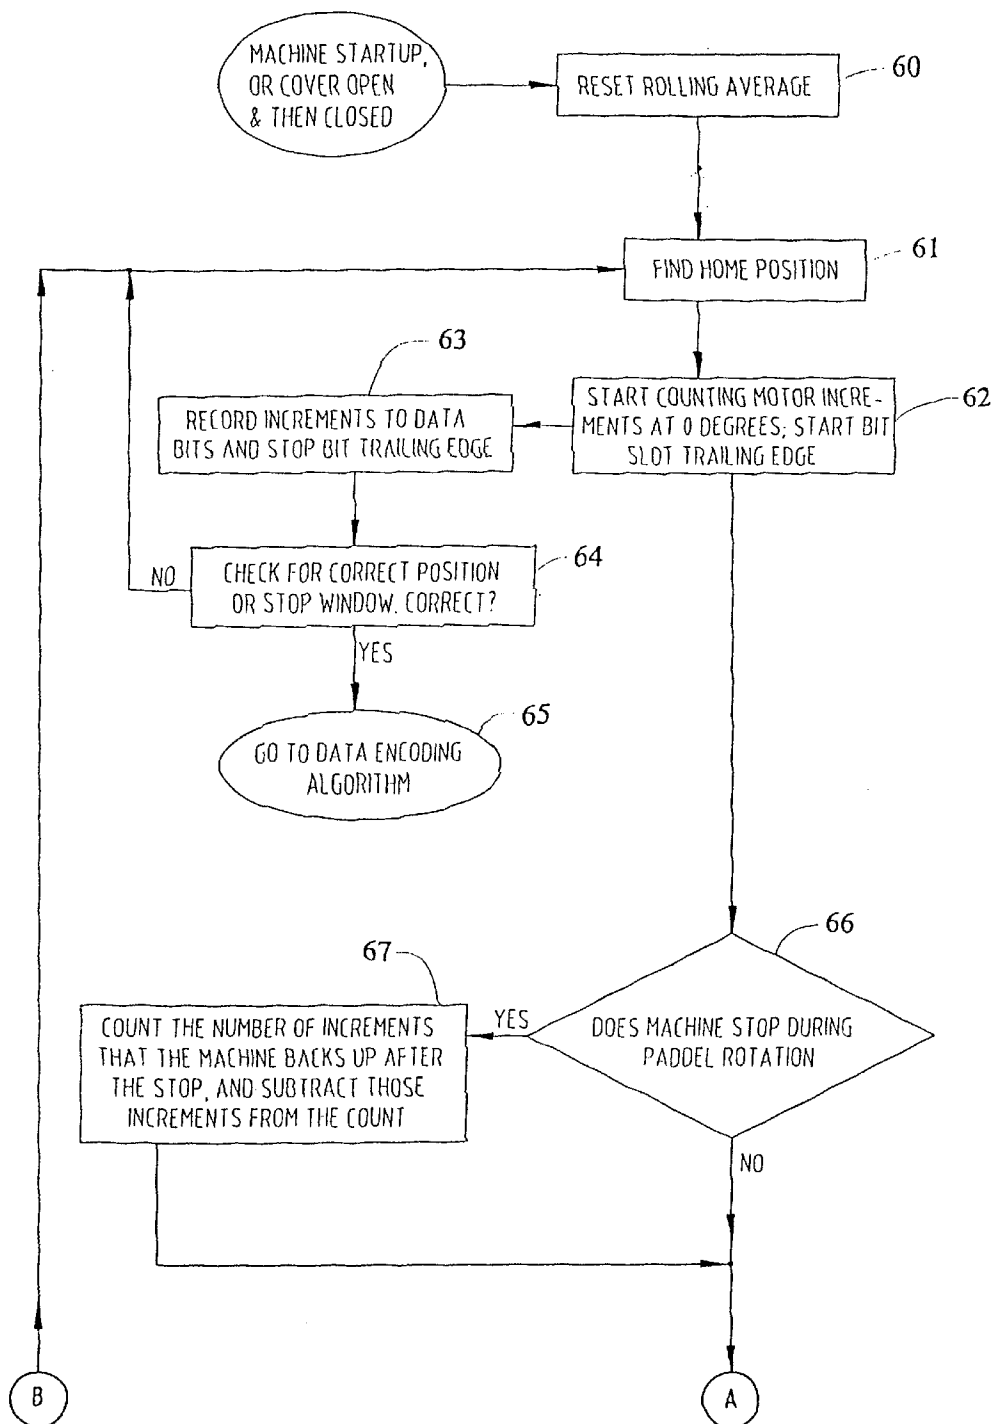 MACHINE STARTUP,
OR COVER OPEN
& THEN CLOSED
RESET ROLLING AVERAGE
60
FIND HOME POSITION
61
63
RECORD INCREMENTS TO DATA
BITS AND STOP BIT TRAILING EDGE
START COUNTING MOTOR INCRE-
MENTS AT 0 DEGREES; START BIT
SLOT TRAILING EDGE
62
NO
CHECK FOR CORRECT POSITION
OR STOP WINDOW. CORRECT?
64
YES
65
GO TO DATA ENCODING
ALGORITHM
66
67
YES
DOES MACHINE STOP DURING
PADDEL ROTATION
COUNT THE NUMBER OF INCREMENTS
THAT THE MACHINE BACKS UP AFTER
THE STOP, AND SUBTRACT THOSE
INCREMENTS FROM THE COUNT
NO
B
A